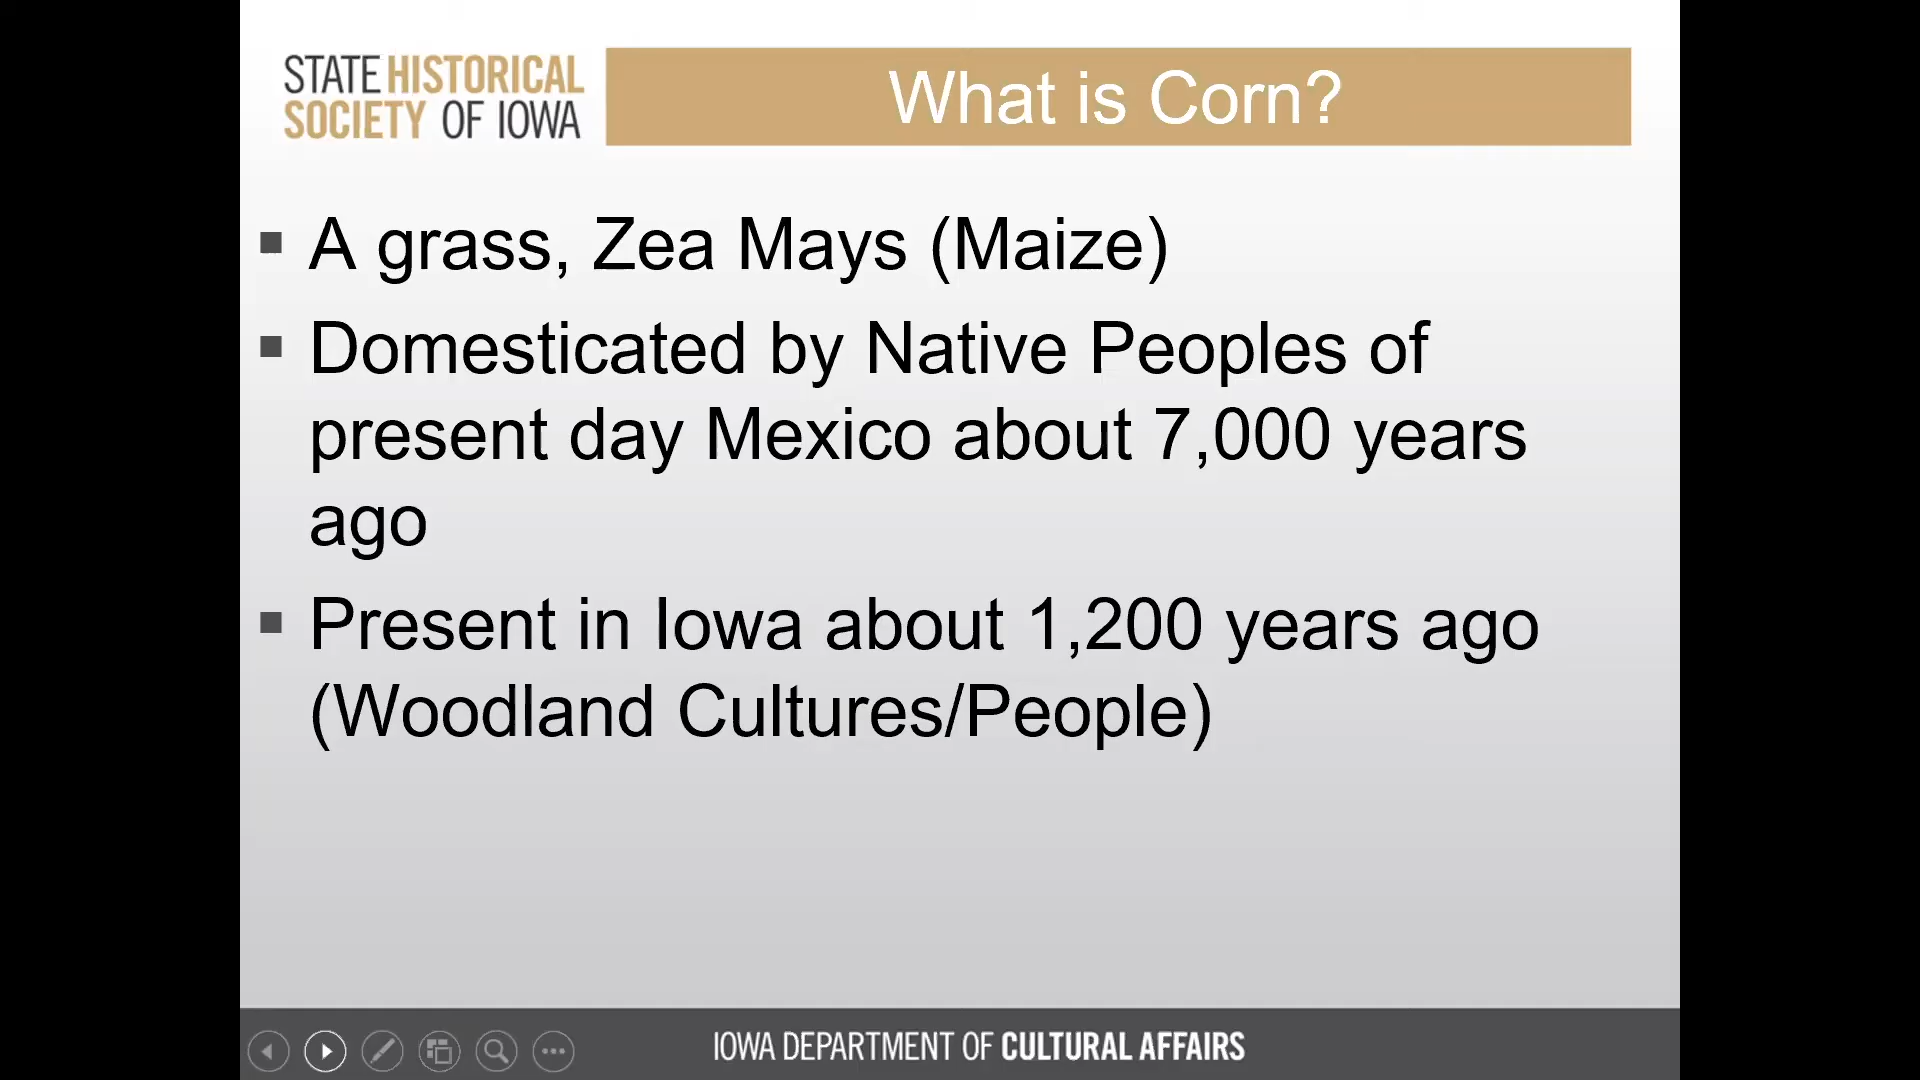 STATE HISTORICAL
SOCIETY OF IOWA
What is Corn?
▪ A grass, Zea Mays (Maize)
▪ Domesticated by Native Peoples of
present day Mexico about 7,000 years
ago
▪ Present in Iowa about 1,200 years ago
(Woodland Cultures/People)
IOWA DEPARTMENT OF CULTURAL AFFAIRS